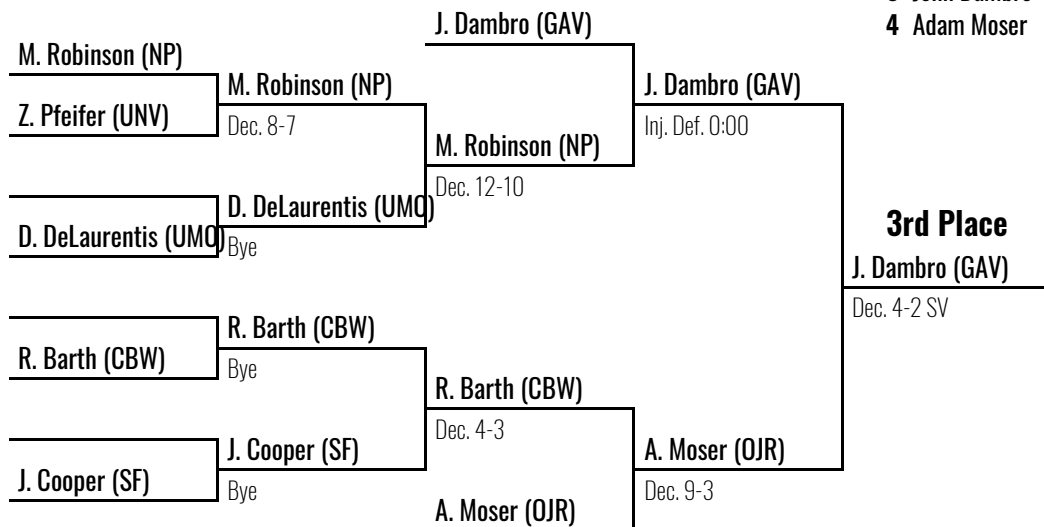 4 Adam Moser
J. Dambro (GAV)
M. Robinson (NP)
M. Robinson (NP)
J. Dambro (GAV)
Z. Pfeifer (UNV)
Dec. 8-7
Inj. Def. 0:00
M. Robinson (NP)
Dec. 12-10
D. DeLaurentis (UMO)
D. DeLaurentis (UMO)
Bye
3rd Place
J. Dambro (GAV)
Dec. 4-2 SV
R. Barth (CBW)
R. Barth (CBW)
Bye
R. Barth (CBW)
Dec. 4-3
J. Cooper (SF)
A. Moser (OJR)
J. Cooper (SF)
Bye
Dec. 9-3
A. Moser (OJR)